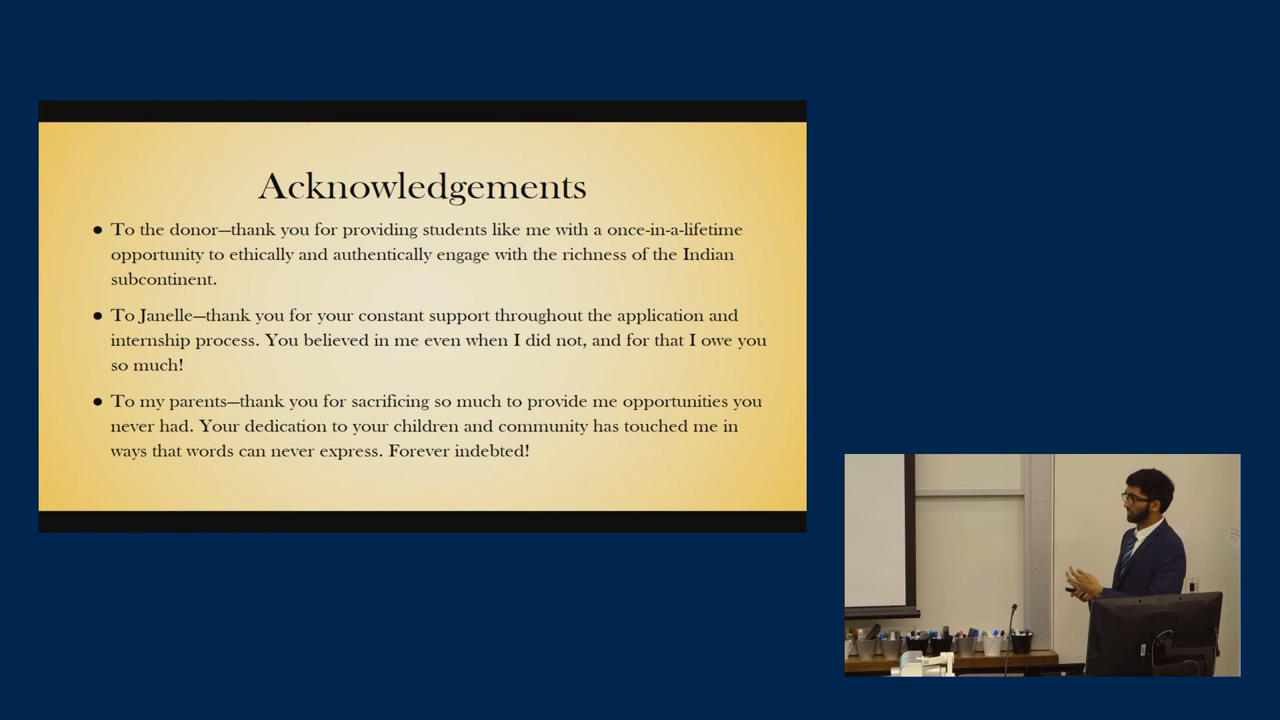 Acknowledgements
● To the donor—thank you for providing students like me with a once-in-a-lifetime
opportunity to ethically and authentically engage with the richness of the Indian
subcontinent.
● To Janelle—thank you for your constant support throughout the application and
internship process. You believed in me even when I did not, and for that I owe you
so much!
● To my parents—thank you for sacrificing so much to provide me opportunities you
never had. Your dedication to your children and community has touched me in
ways that words can never express. Forever indebted!